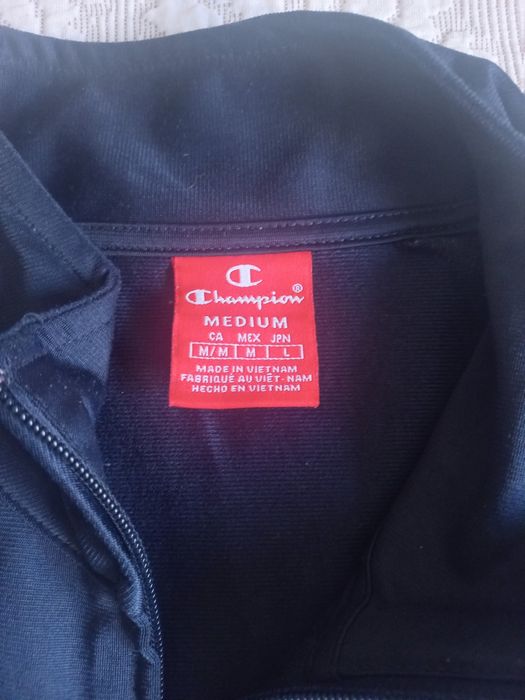 C
Champion®
MEDIUM
CA MEX JPN
M/M M L
MADE IN VIETNAM
FABRIQUÉ AU VIÊT-NAM
HECHO EN VIETNAM